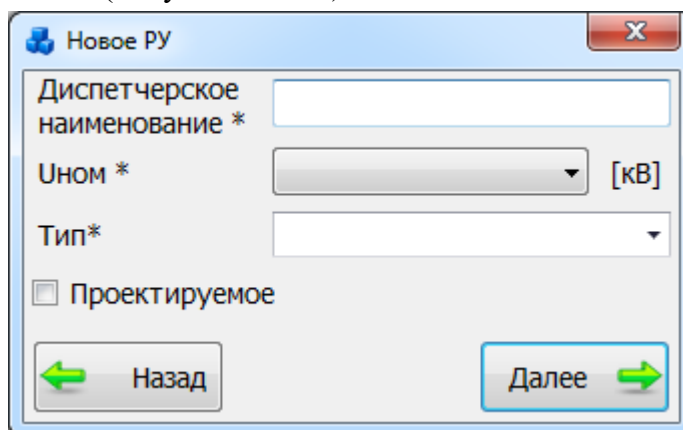 Новое РУ
Диспетчерское
наименование *
Uном * [кВ]
Тип*
Проектируемое
Назад Далее